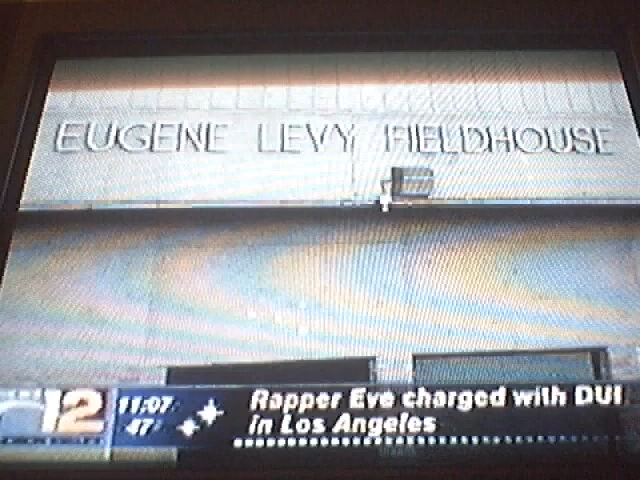 EUGENE LEVY FIELDHOUSE
12
11:07
47°
Rapper Eve charged with DUI
in Los Angeles